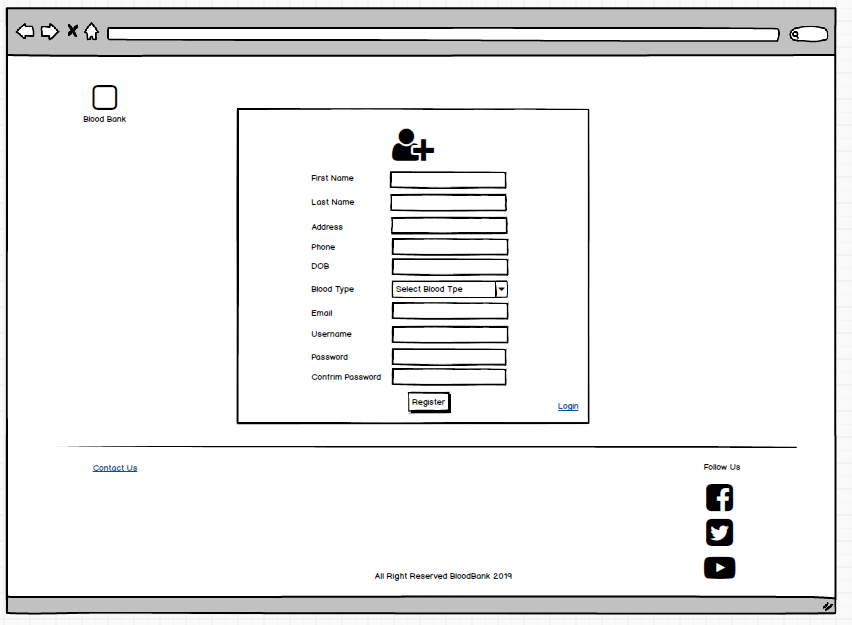 Blood Bank
First Name
Last Name
Address
Phone
DOB
Blood Type
Select Blood Tpe
Email
Username
Password
Confrim Password
Register
Login
Contact Us
Follow Us
All Right Reserved BloodBank 2019